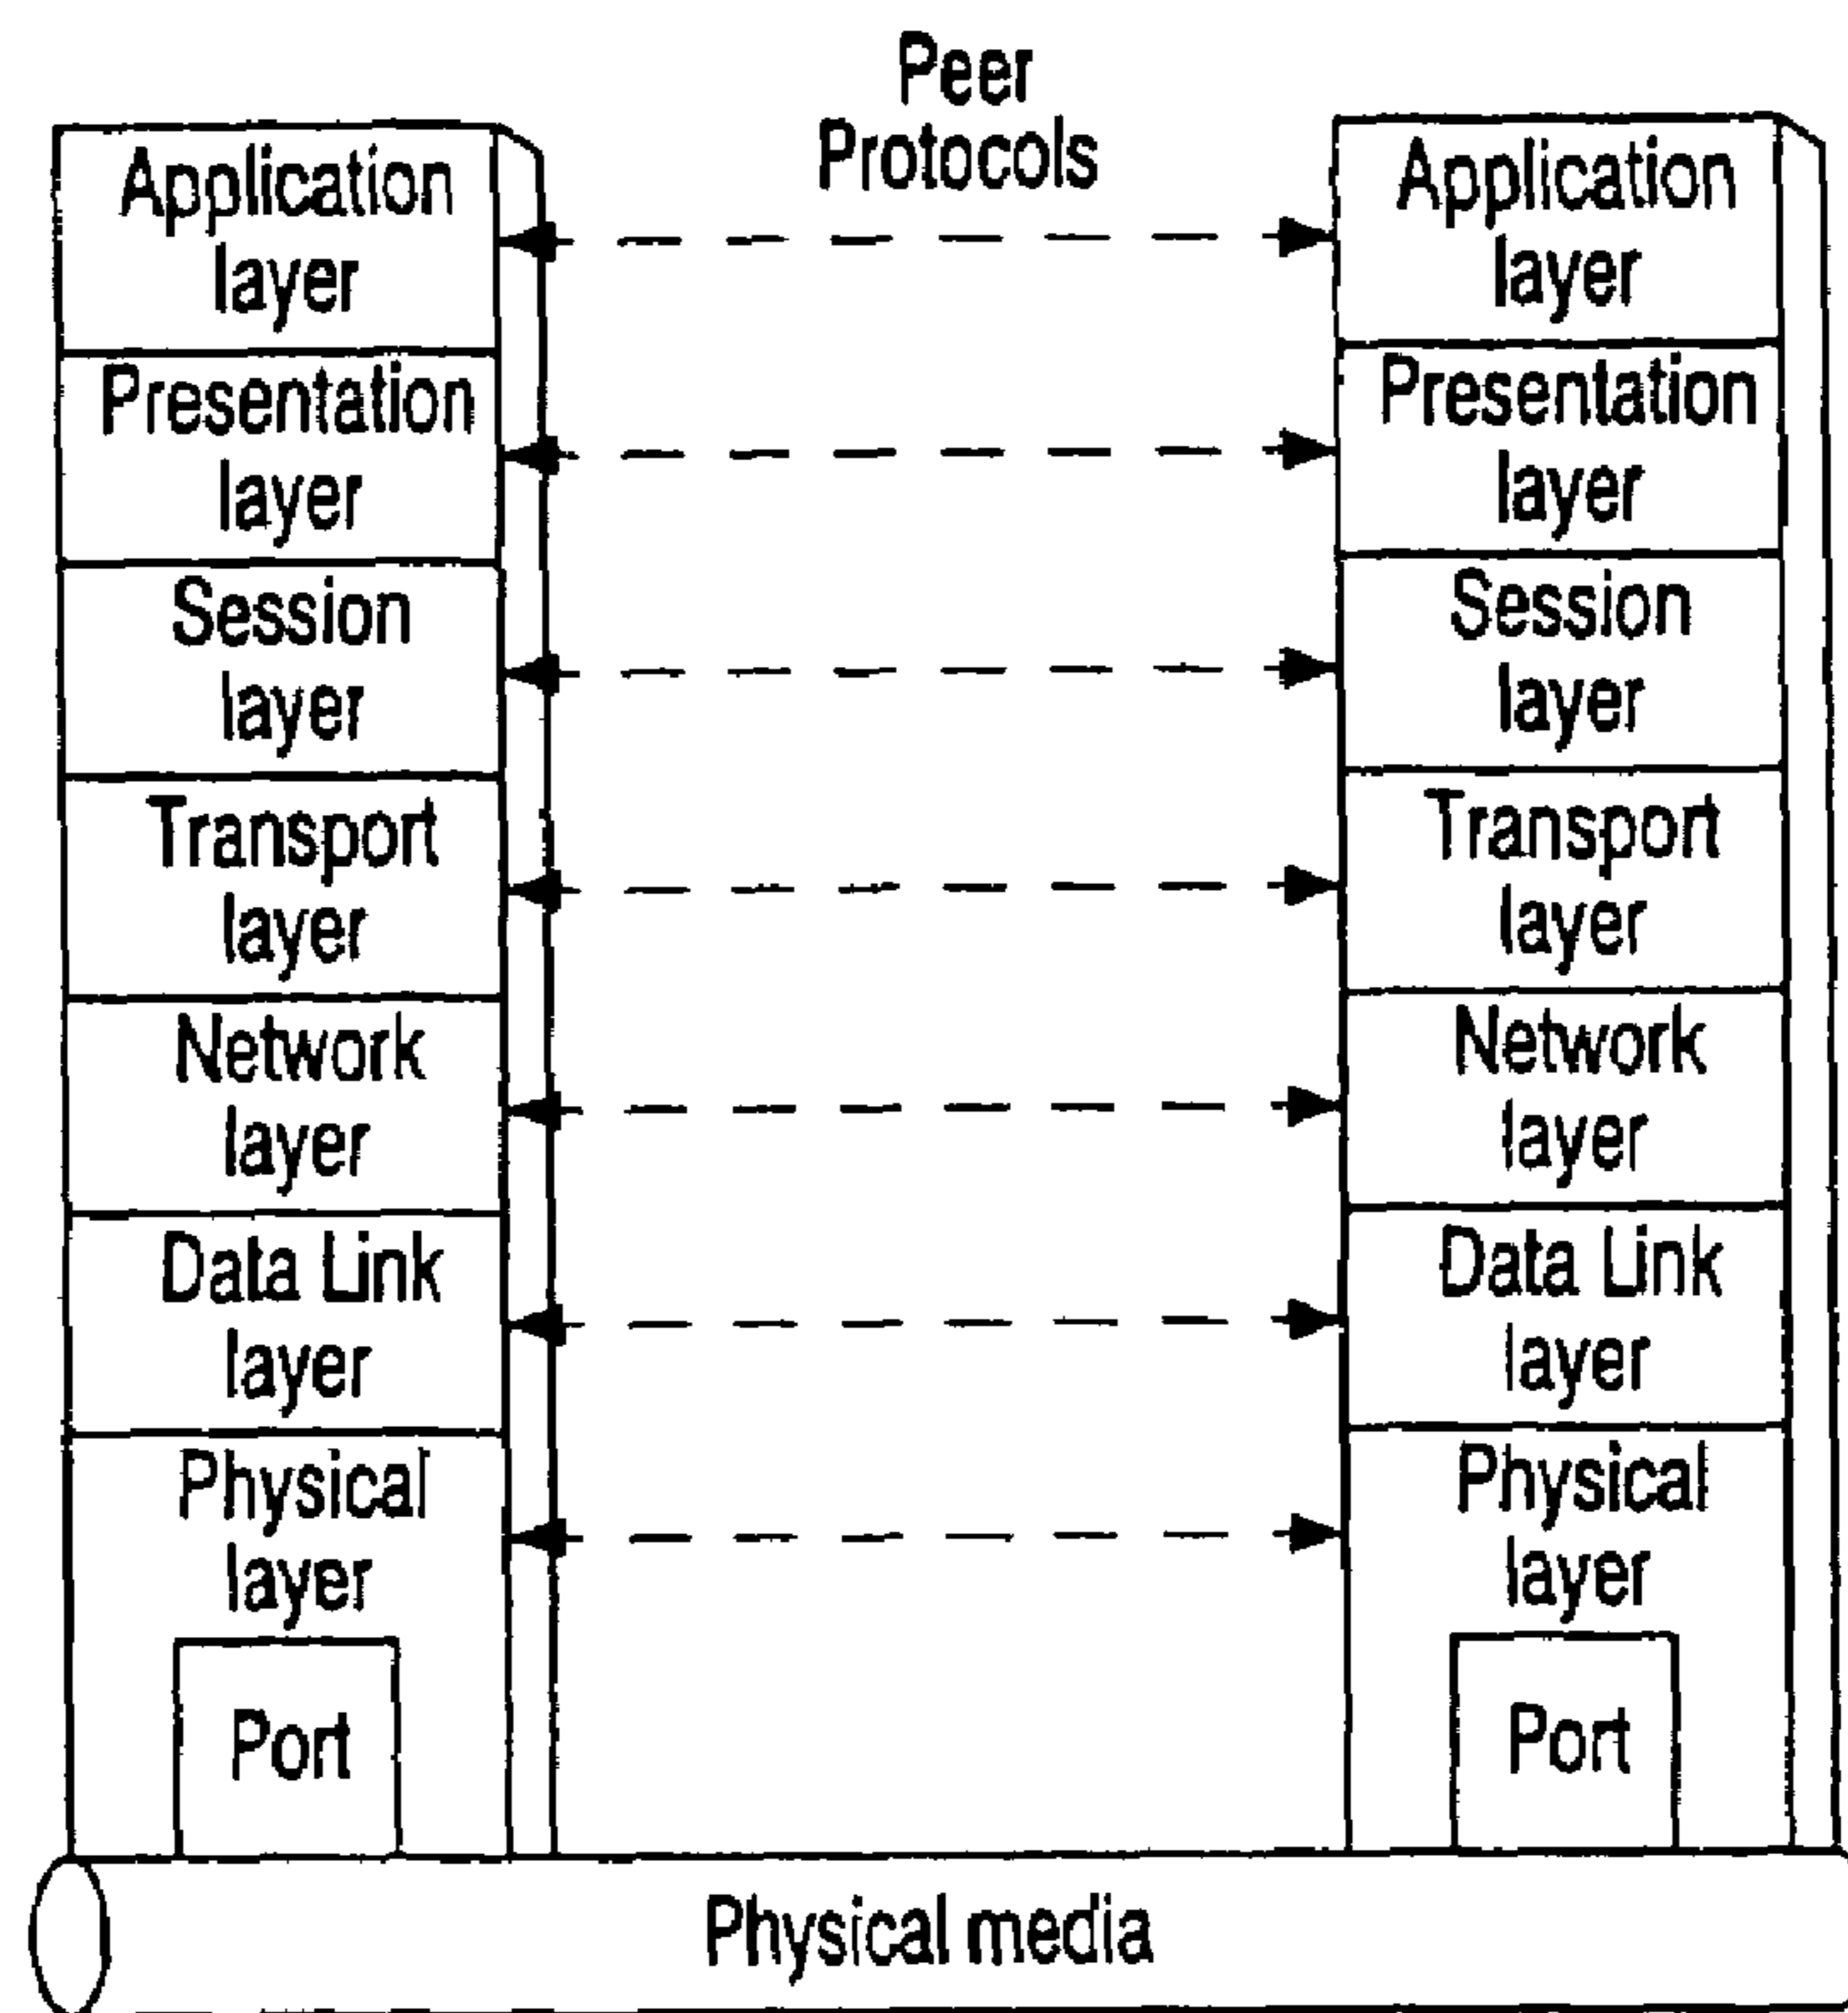 Peer
Protocols
Application
layer
Application
layer
Presentation
layer
Presentation
layer
Session
layer
Session
layer
Transport
layer
Transport
layer
Network
layer
Network
layer
Data Link
layer
Data Link
layer
Physical
layer
Physical
layer
Port
Port
Physical media